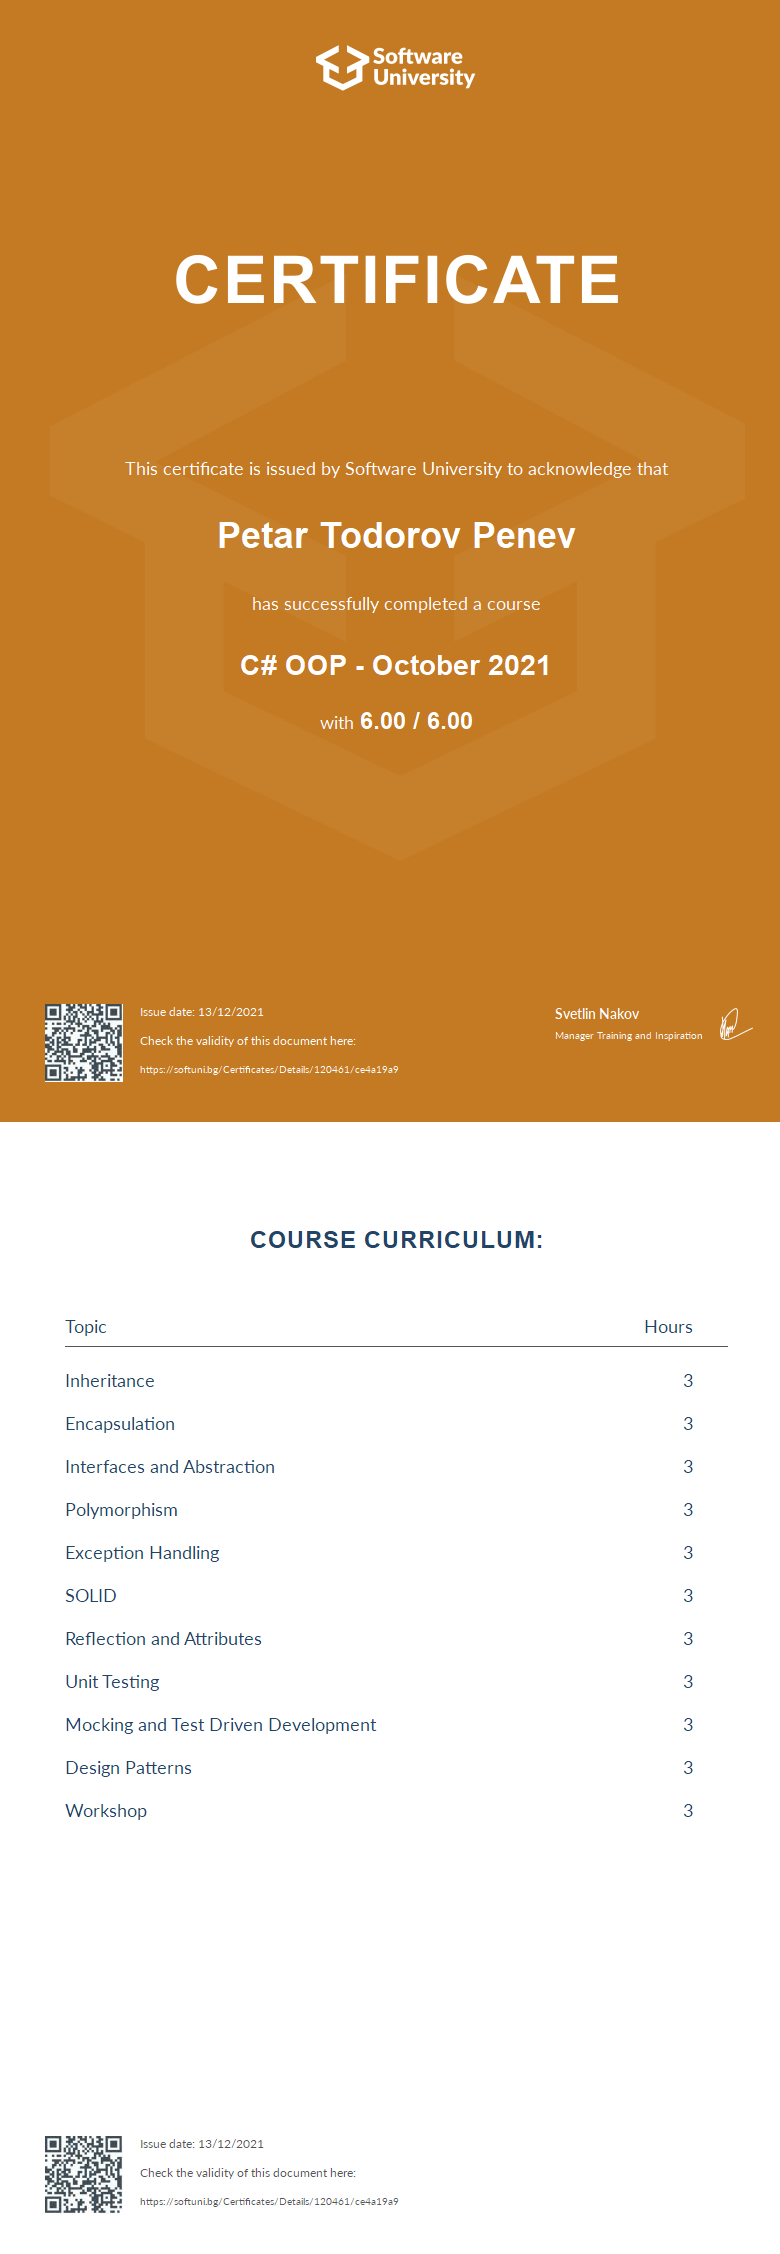 Software
University
CERTIFICATE
This certificate is issued by Software University to acknowledge that
Petar Todorov Penev
has successfully completed a course
C# OOP - October 2021
with 6.00 / 6.00
Issue date: 13/12/2021
Check the validity of this document here:
https://softuni.bg/Certificates/Details/120461/ce4a19a9
Svetlin Nakov
Manager Training and Inspiration
COURSE CURRICULUM:
Topic Hours
Inheritance 3
Encapsulation 3
Interfaces and Abstraction 3
Polymorphism 3
Exception Handling 3
SOLID 3
Reflection and Attributes 3
Unit Testing 3
Mocking and Test Driven Development 3
Design Patterns 3
Workshop 3
Issue date: 13/12/2021
Check the validity of this document here:
https://softuni.bg/Certificates/Details/120461/ce4a19a9